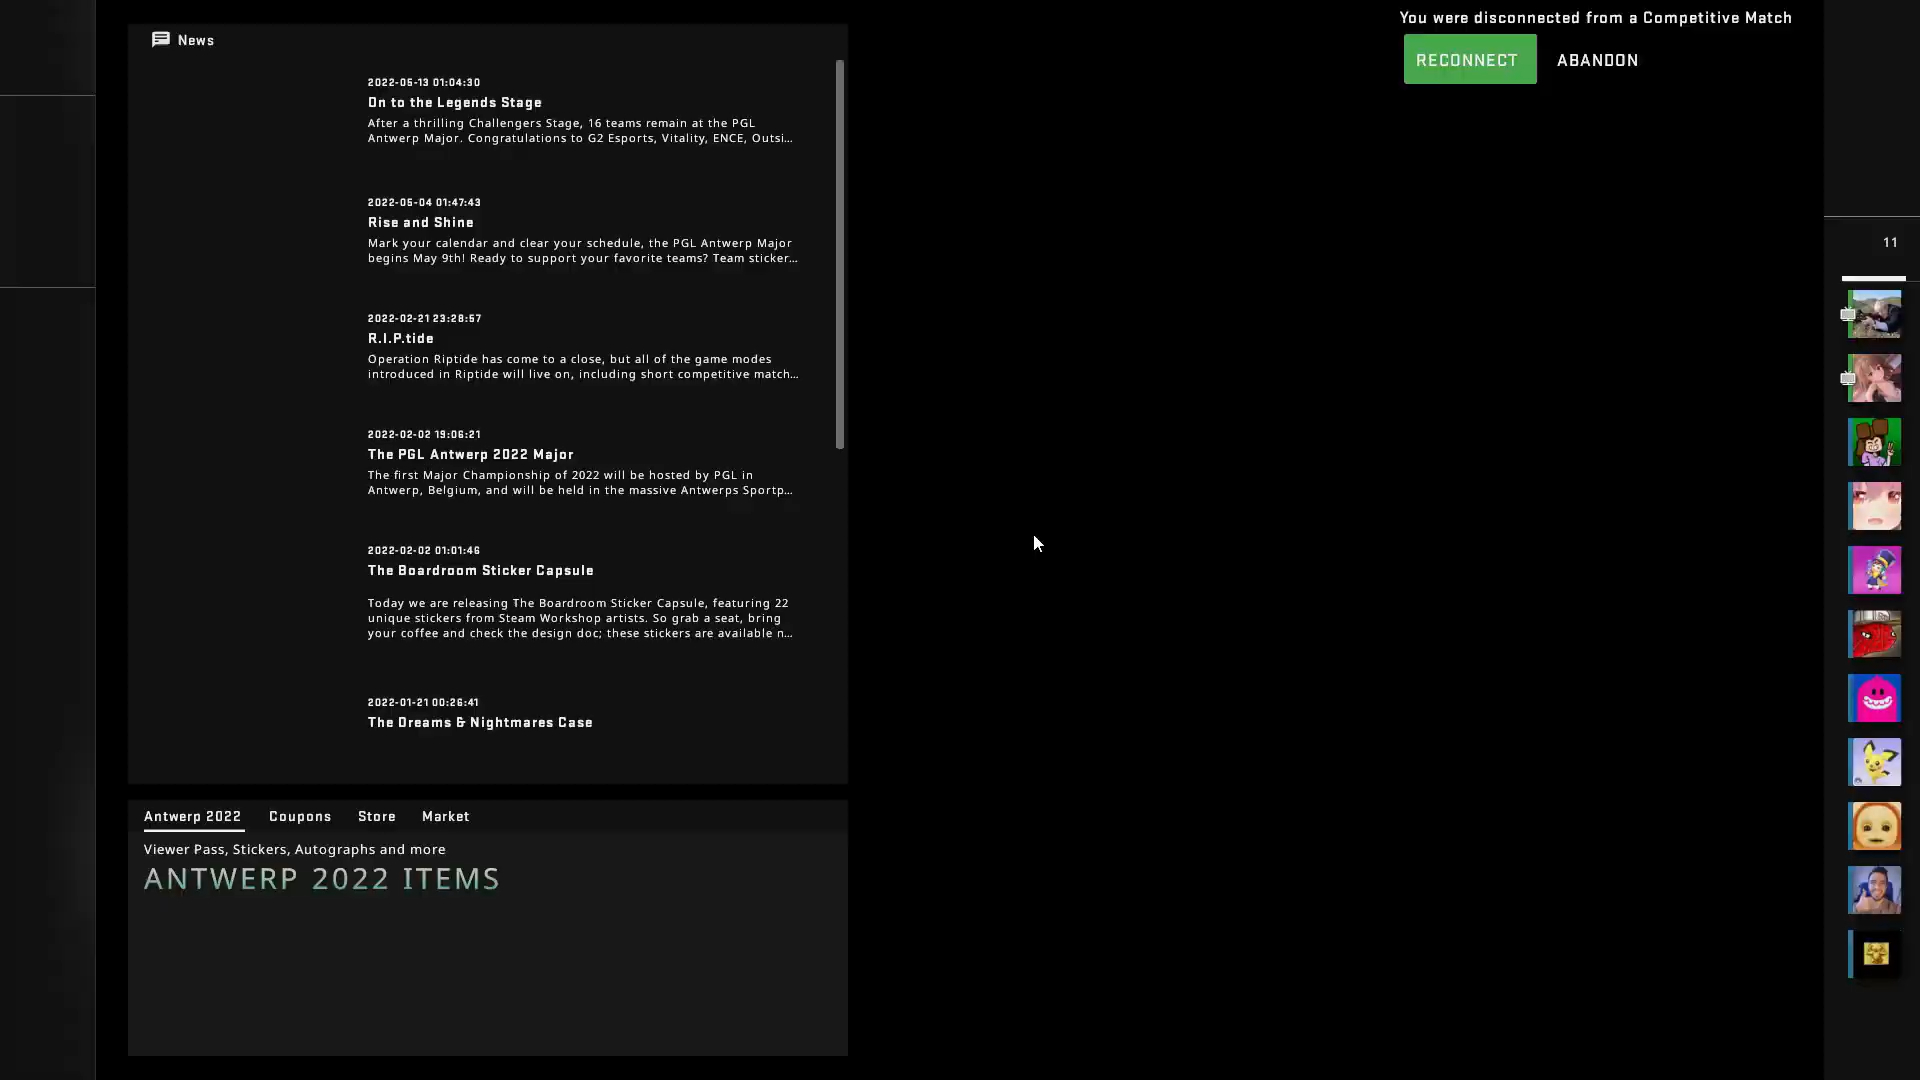 News
2022-05-13 01:04:30
On to the Legends Stage
After a thrilling Challengers Stage, 16 teams remain at the PGL
Antwerp Major. Congratulations to G2 Esports, Vitality, ENCE, Outsi...
2022-05-04 01:47:43
Rise and Shine
Mark your calendar and clear your schedule, the PGL Antwerp Major
begins May 9th! Ready to support your favorite teams? Team sticker...
2022-02-21 23:28:57
R.I.P.tide
Operation Riptide has come to a close, but all of the game modes
introduced in Riptide will live on, including short competitive match...
2022-02-02 19:06:21
The PGL Antwerp 2022 Major
The first Major Championship of 2022 will be hosted by PGL in
Antwerp, Belgium, and will be held in the massive Antwerps Sportp...
2022-02-02 01:01:46
The Boardroom Sticker Capsule
Today we are releasing The Boardroom Sticker Capsule, featuring 22
unique stickers from Steam Workshop artists. So grab a seat, bring
your coffee and check the design doc; these stickers are available n...
2022-01-21 00:26:41
The Dreams & Nightmares Case
Antwerp 2022 Coupons Store Market
Viewer Pass, Stickers, Autographs and more
ANTWERP 2022 ITEMS
You were disconnected from a Competitive Match
RECONNECT ABANDON
11